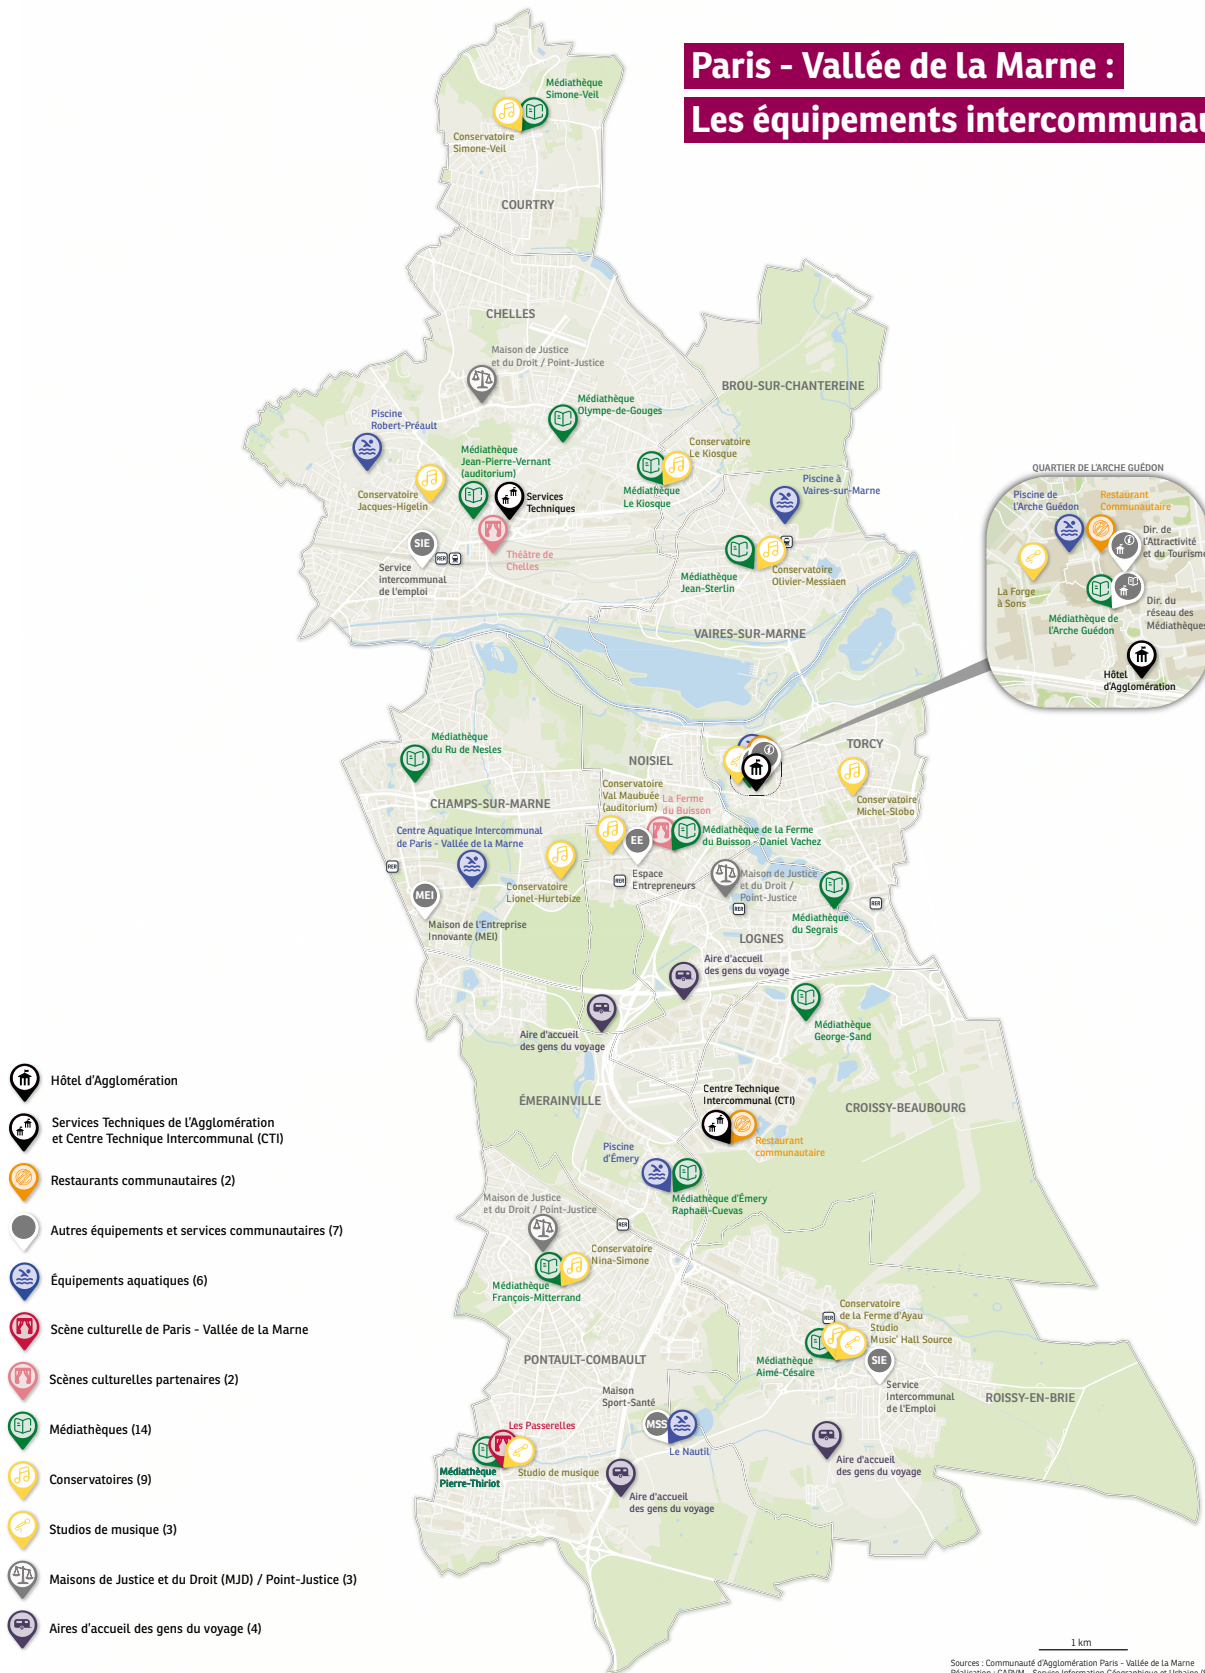 Paris - Vallée de la Marne :
Les équipements intercommunau
Médiathèque
Simone-Veil
Conservatoire
Simone-Veil
COURTRY
CHELLES
Maison de Justice
et du Droit / Point-Justice
BROU-SUR-CHANTEREINE
Médiathèque
Olympe-de-Gouges
Piscine
Robert-Préault
Médiathèque
Jean-Pierre-Vernant
(auditorium)
Conservatoire
Le Kiosque
Médiathèque
Le Kiosque
Conservatoire
Jacques-Higelin
Services
Techniques
Piscine à
Vaires-sur-Marne
SIE
RER
Service
intercommunal
de l'emploi
Théâtre de
Chelles
Médiathèque
Jean-Sterlin
Conservatoire
Olivier-Messiaen
VAIRES-SUR-MARNE
QUARTIER DE L'ARCHE GUÉDON
Piscine de
l'Arche Guédon
Restaurant
Communautaire
Dir. de
l'Attractivité
et du Tourisme
La Forge
à Sons
Médiathèque de
l'Arche Guédon
Dir. du
réseau des
Médiathèques
Hôtel
d'Agglomération
Médiathèque
du Ru de Nesles
NOISIEL
TORCY
CHAMPS-SUR-MARNE
Conservatoire
Val Maubuée
(auditorium)
La Ferme
du Buisson
Conservatoire
Michel-Slobo
Centre Aquatique Intercommunal
de Paris - Vallée de la Marne
EE
Médiathèque de la Ferme
du Buisson - Daniel Vachez
RER
Conservatoire
Lionel-Hurtebize
RER
Espace
Entrepreneurs
Maison de Justice
et du Droit /
Point-Justice
MEI
Maison de l'Entreprise
Innovante (MEI)
RER
Médiathèque
du Segrais
RER
LOGNES
Aire d'accueil
des gens du voyage
Aire d'accueil
des gens du voyage
Médiathèque
George-Sand
ÉMERAINVILLE
Centre Technique
Intercommunal (CTI)
CROISSY-BEAUBOURG
Restaurant
communautaire
Piscine
d'Émery
Médiathèque d'Émery
Raphaël-Cuevas
Maison de Justice
et du Droit / Point-Justice
RER
Conservatoire
Nina-Simone
Médiathèque
François-Mitterrand
RER
Conservatoire
de la Ferme d'Ayau
Studio
Music' Hall Source
PONTAULT-COMBAULT
Médiathèque
Aimé-Césaire
SIE
Service
Intercommunal
de l'Emploi
ROISSY-EN-BRIE
Maison
Sport-Santé
MSS
Le Nautil
Les Passerelles
Médiathèque
Pierre-Thiriot
Studio de musique
Aire d'accueil
des gens du voyage
Aire d'accueil
des gens du voyage
Hôtel d'Agglomération
Services Techniques de l'Agglomération
et Centre Technique Intercommunal (CTI)
Restaurants communautaires (2)
Autres équipements et services communautaires (7)
Équipements aquatiques (6)
Scène culturelle de Paris - Vallée de la Marne
Scènes culturelles partenaires (2)
Médiathèques (14)
Conservatoires (9)
Studios de musique (3)
Maisons de Justice et du Droit (MJD) / Point-Justice (3)
Aires d'accueil des gens du voyage (4)
1 km
Sources : Communauté d'Agglomération Paris - Vallée de la Marne
Réalisation : CAPVM - Service Information Géographique et Urbaine